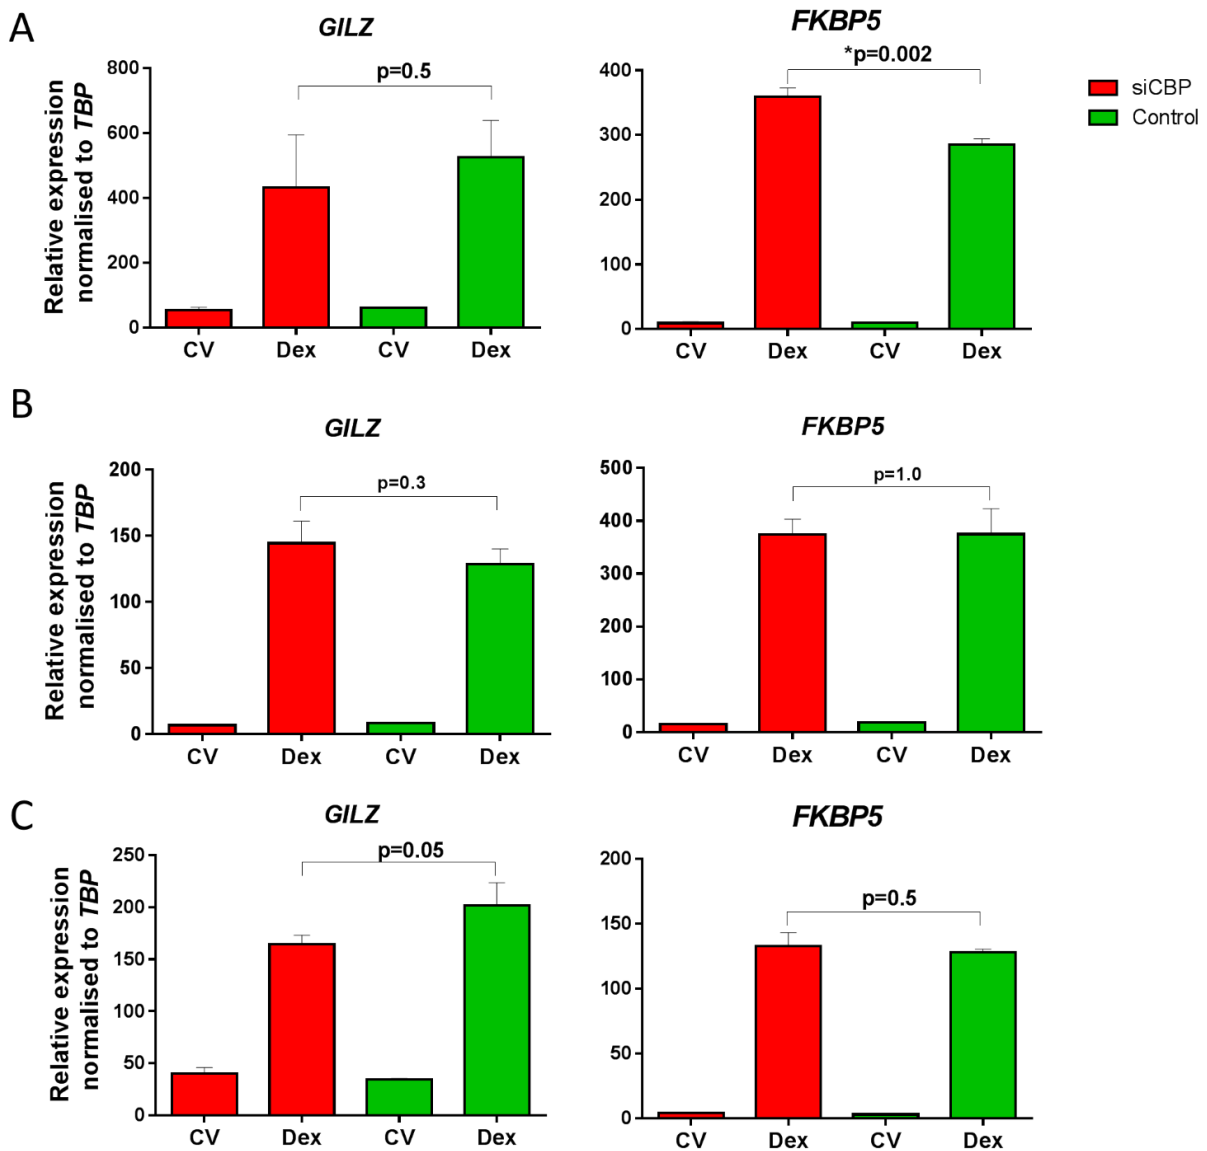 A
GILZ
FKBP5
Relative expression
normalised to TBP
800
600
400
200
0
p=0.5
CV Dex CV Dex
400
300
200
100
0
*p=0.002
CV Dex CV Dex
siCBP
Control
B
GILZ
FKBP5
Relative expression
normalised to TBP
200
150
100
50
0
p=0.3
CV Dex CV Dex
500
400
300
200
100
0
p=1.0
CV Dex CV Dex
C
GILZ
FKBP5
Relative expression
normalised to TBP
250
200
150
100
50
0
p=0.05
CV Dex CV Dex
200
150
100
50
0
p=0.5
CV Dex CV Dex